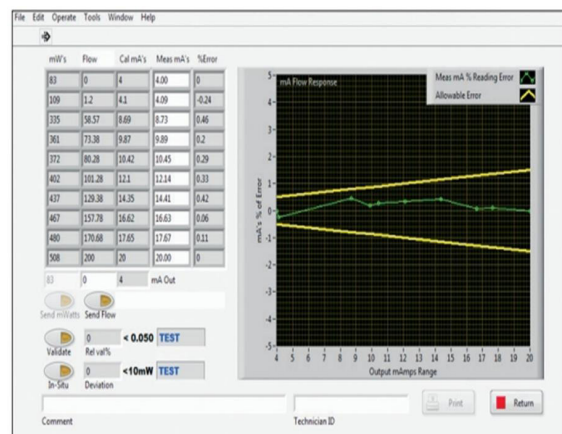 File Edit Operate Tools Window Help
mW's Flow Cal mA's Meas mA's %Error
83 0 4 4.00 0
109 1.2 4.1 4.09 -0.24
335 58.57 8.69 8.73 0.46
361 73.38 9.87 9.89 0.2
372 80.28 10.42 10.45 0.29
402 101.28 12.1 12.14 0.33
437 129.38 14.35 14.41 0.42
467 157.78 16.62 16.63 0.06
480 170.68 17.65 17.67 0.11
508 200 20 20.00 0
83 0 4 mA Out
Send mWatts Send Flow
0 < 0.050 TEST
Validate Rel val%
0 <10mW TEST
In-Situ Deviation
mA Flow Response
Meas mA % Reading Error
Allowable Error
mA's % of Error
5
4
3
2
1
0
-1
-2
-3
-4
-5
4 5 6 7 8 9 10 11 12 13 14 15 16 17 18 19 20
Output mAmps Range
Comment
Technician ID
Print
Return